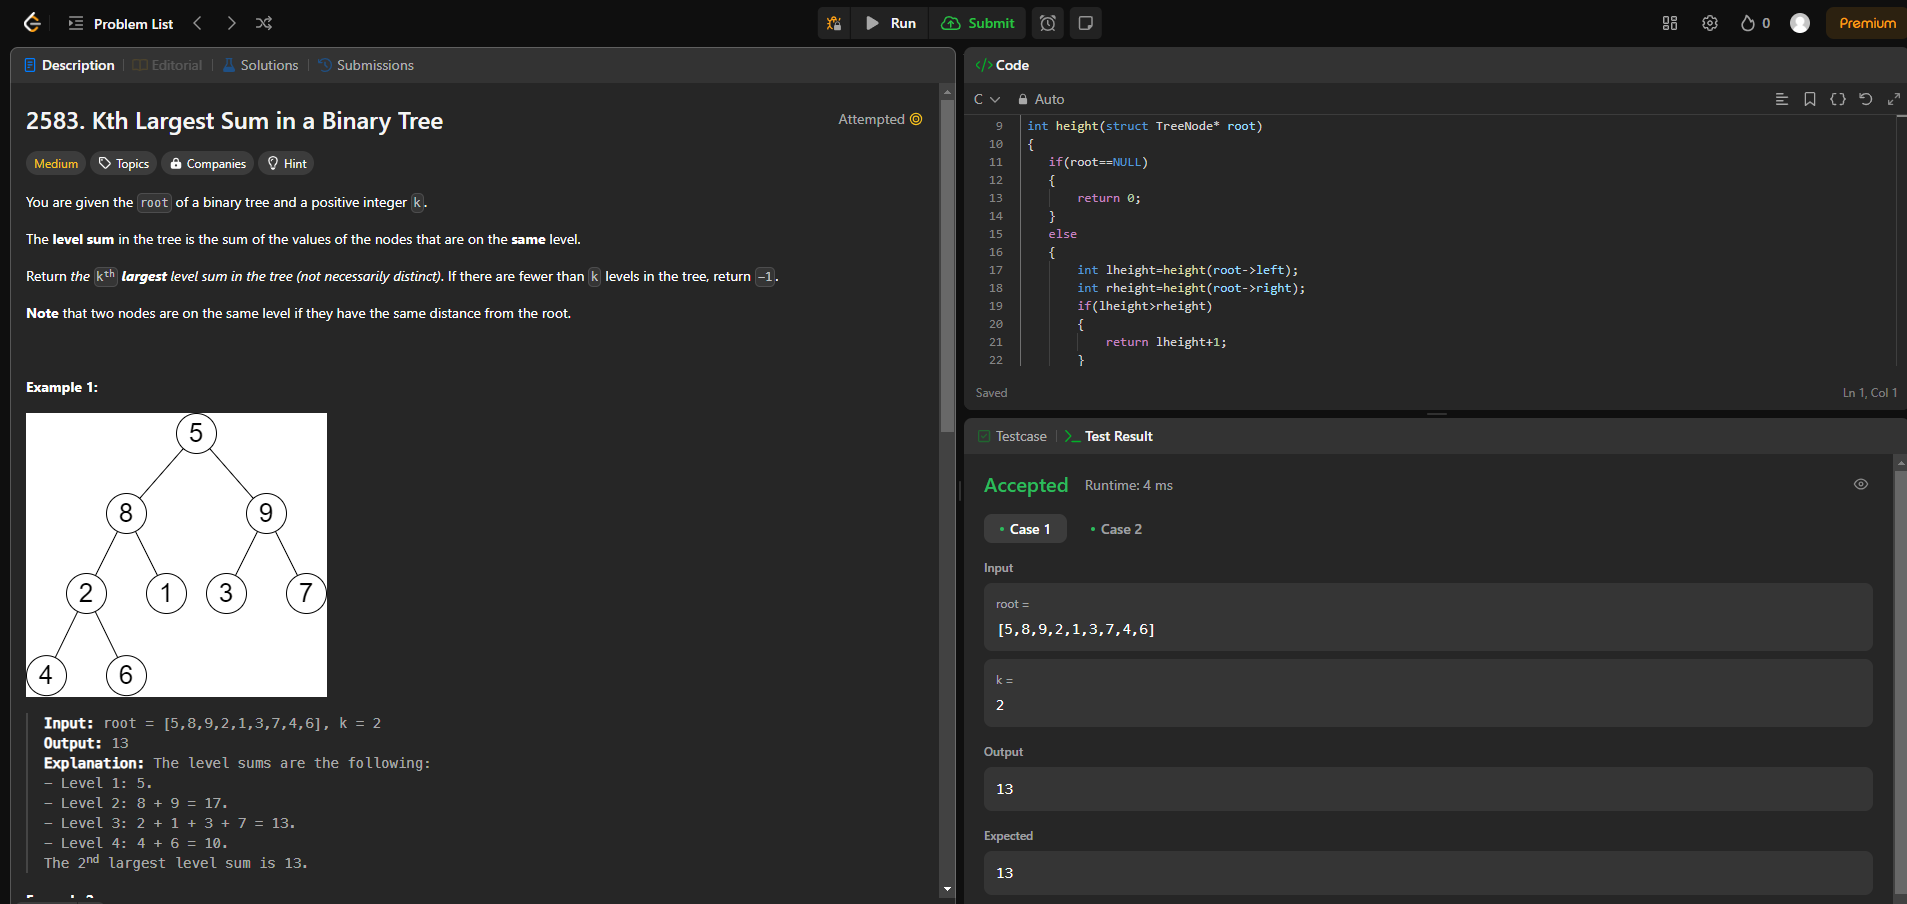 Problem List
Run
Submit
0
Premium
Description
Editorial
Solutions
Submissions
2583. Kth Largest Sum in a Binary Tree
Attempted
Medium
Topics
Companies
Hint
You are given the root of a binary tree and a positive integer k.
The level sum in the tree is the sum of the values of the nodes that are on the same level.
Return the kth largest level sum in the tree (not necessarily distinct). If there are fewer than k levels in the tree, return -1.
Note that two nodes are on the same level if they have the same distance from the root.
Example 1:
5
8 9
2 1 3 7
4 6
Input: root = [5,8,9,2,1,3,7,4,6], k = 2
Output: 13
Explanation: The level sums are the following:
- Level 1: 5.
- Level 2: 8 + 9 = 17.
- Level 3: 2 + 1 + 3 + 7 = 13.
- Level 4: 4 + 6 = 10.
The 2nd largest level sum is 13.
</> Code
C
Auto
9 int height(struct TreeNode* root)
10 {
11 if(root==NULL)
12 {
13 return 0;
14 }
15 else
16 {
17 int lheight=height(root->left);
18 int rheight=height(root->right);
19 if(lheight>rheight)
20 {
21 return lheight+1;
22 }
Saved
Ln 1, Col 1
Testcase
>_ Test Result
Accepted
Runtime: 4 ms
• Case 1
• Case 2
Input
root =
[5,8,9,2,1,3,7,4,6]
k =
2
Output
13
Expected
13